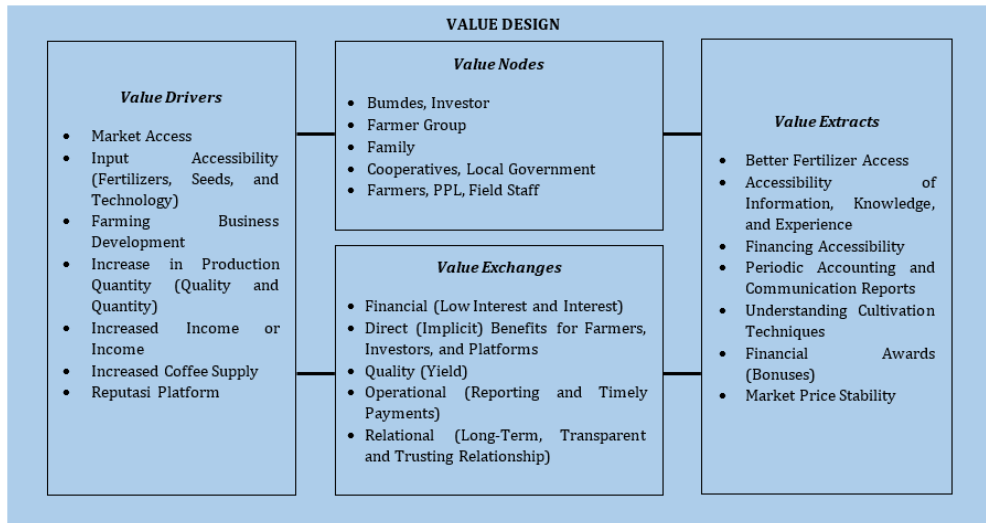 VALUE DESIGN
Value Drivers
• Market Access
• Input Accessibility
(Fertilizers, Seeds, and
Technology)
• Farming Business
Development
• Increase in Production
Quantity (Quality and
Quantity)
• Increased Income or
Income
• Increased Coffee Supply
• Reputasi Platform
Value Nodes
• Bumdes, Investor
• Farmer Group
• Family
• Cooperatives, Local Government
• Farmers, PPL, Field Staff
Value Exchanges
• Financial (Low Interest and Interest)
• Direct (Implicit) Benefits for Farmers,
Investors, and Platforms
• Quality (Yield)
• Operational (Reporting and Timely
Payments)
• Relational (Long-Term, Transparent
and Trusting Relationship)
Value Extracts
• Better Fertilizer Access
• Accessibility of
Information, Knowledge,
and Experience
• Financing Accessibility
• Periodic Accounting and
Communication Reports
• Understanding Cultivation
Techniques
• Financial Awards
(Bonuses)
• Market Price Stability